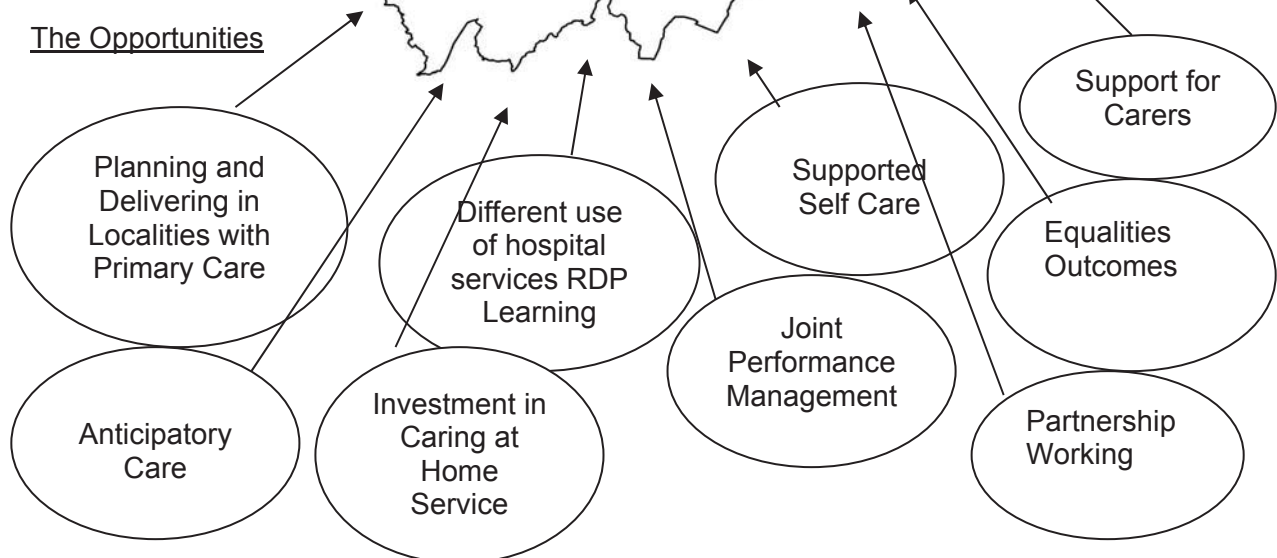 The Opportunities
Support for
Carers
Planning and
Delivering in
Localities with
Primary Care
Different use
of hospital
services RDP
Learning
Supported
Self Care
Equalities
Outcomes
Joint
Performance
Management
Anticipatory
Care
Investment in
Caring at
Home
Service
Partnership
Working